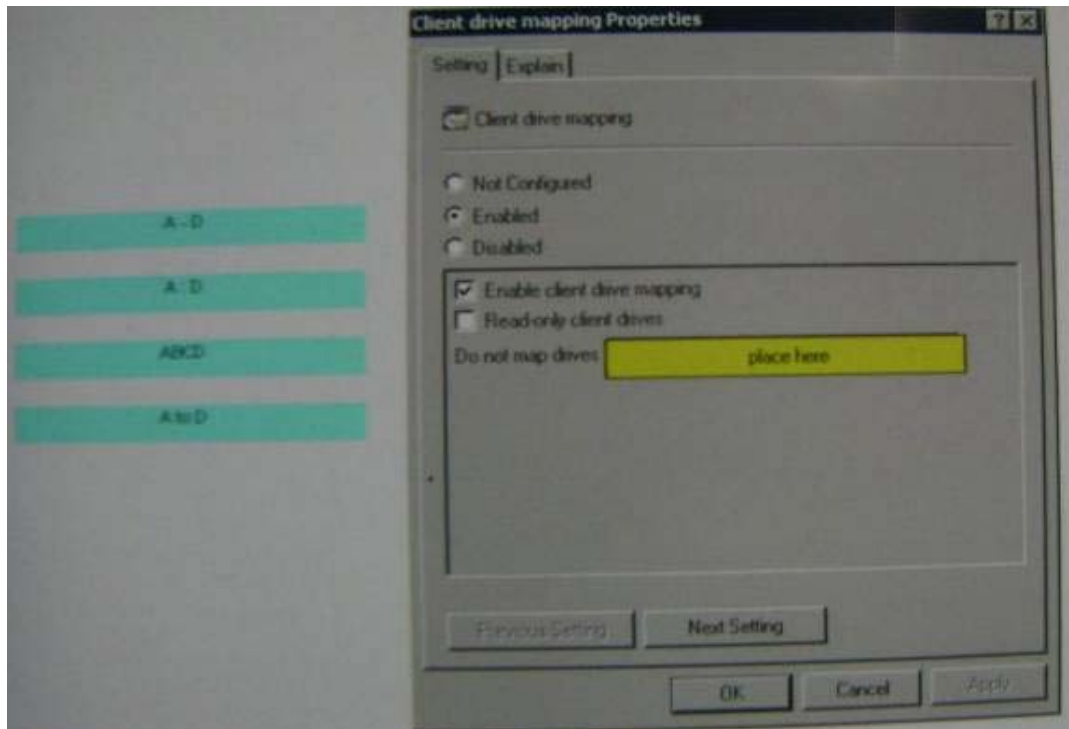 Client drive mapping Properties
Setting
Explain
Client drive mapping
Not Configured
Enabled
Disabled
Enable client drive mapping
Read-only client drives
Do not map drives
place here
A - D
A : D
ABCD
A to D
Previous Setting
Next Setting
OK
Cancel
Apply